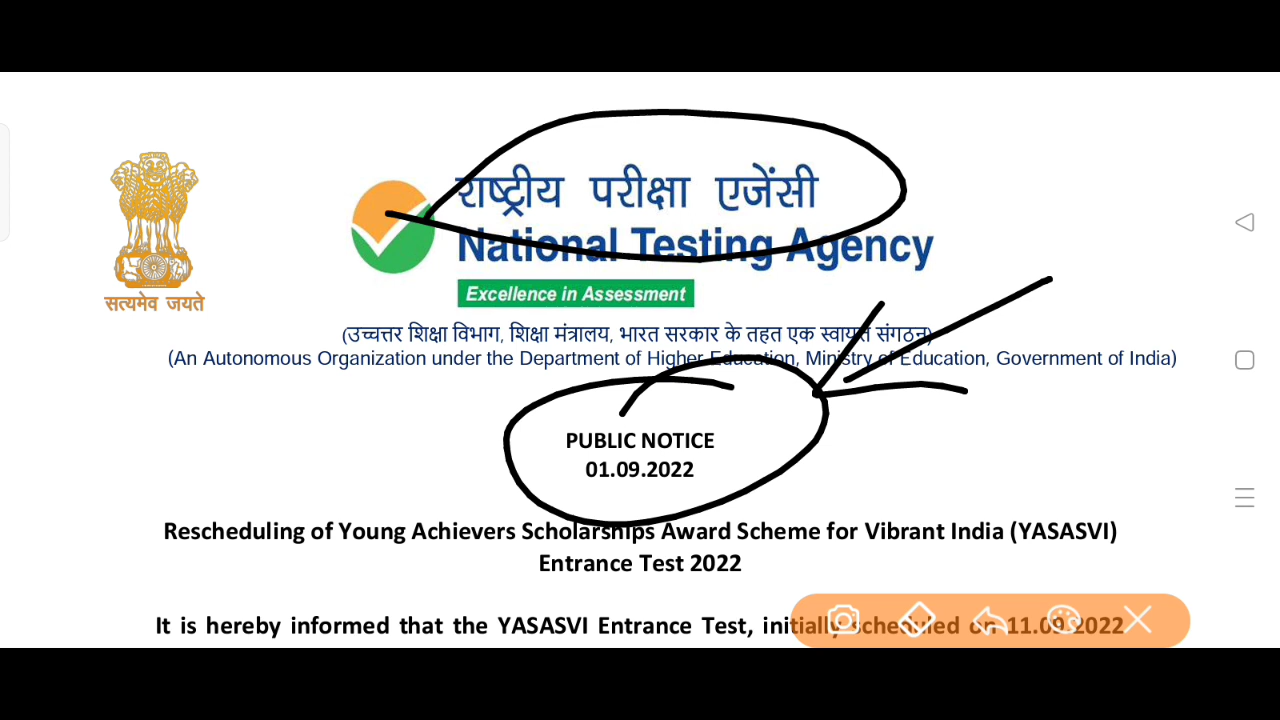 सत्यमेव जयते
राष्ट्रीय परीक्षा एजेंसी
National Testing Agency
Excellence in Assessment
(उच्चत्तर शिक्षा विभाग, शिक्षा मंत्रालय, भारत सरकार के तहत एक स्वायत्त संगठन)
(An Autonomous Organization under the Department of Higher Education, Ministry of Education, Government of India)
PUBLIC NOTICE
01.09.2022
Rescheduling of Young Achievers Scholarships Award Scheme for Vibrant India (YASASVI)
Entrance Test 2022
It is hereby informed that the YASASVI Entrance Test, initially scheduled on 11.09.2022